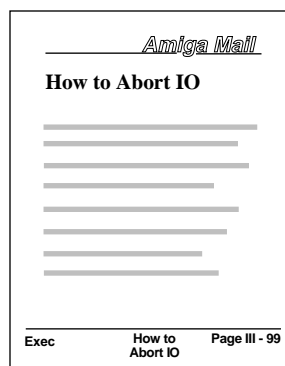 Amiga Mail
How to Abort IO
Exec How to Abort IO Page III - 99